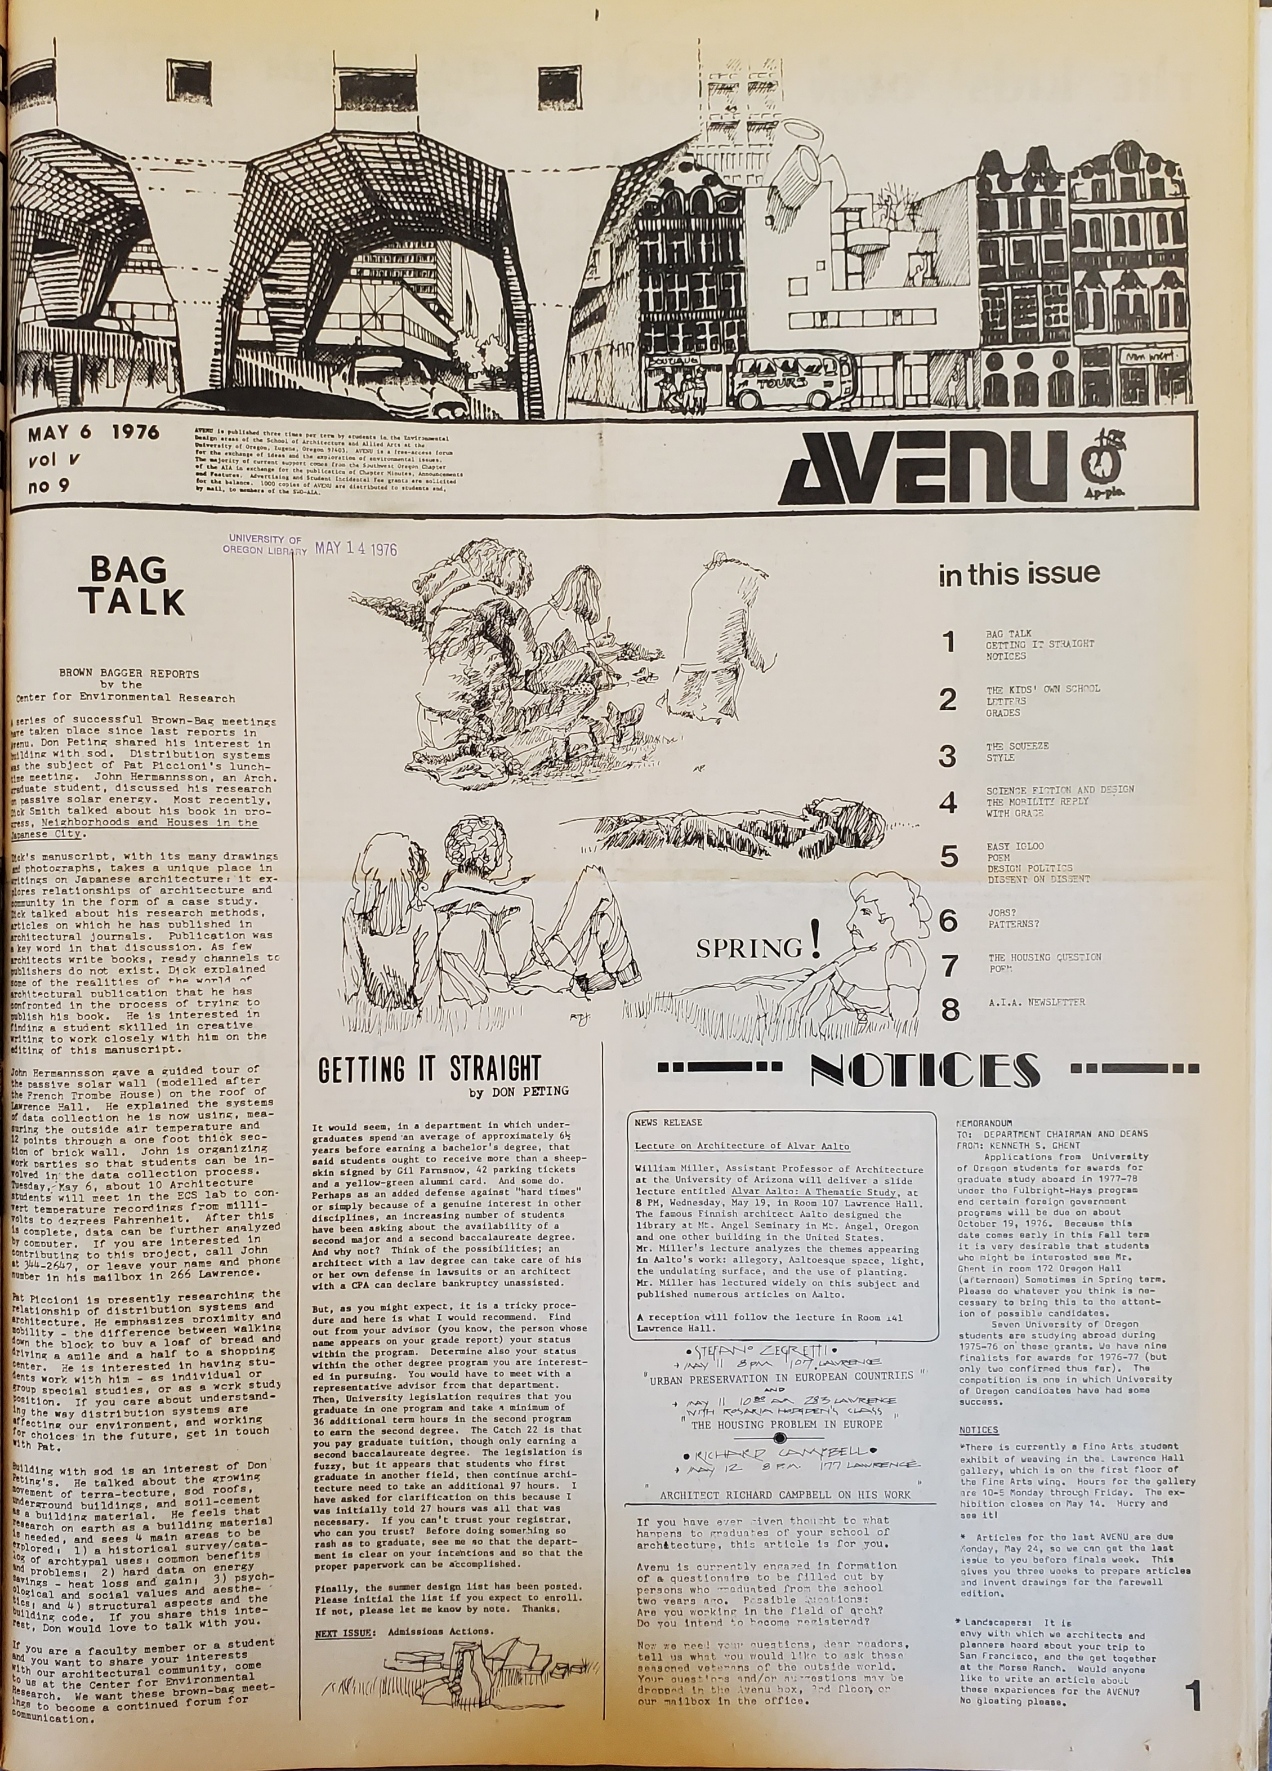 BOUTIQUE
TOURS
MAY 6 1976
vol v
no 9
AVENU is published three times per term by students in the Environmental
Design areas of the School of Architecture and Allied Arts at the
University of Oregon, Eugene, Oregon 97403. AVENU is a free-access forum
for the exchange of ideas and the exploration of environmental issues.
The majority of current support comes from the Southwest Oregon Chapter
of the AIA in exchange for the publication of Chapter Minutes, Announcements
and Features. Advertising and Student Incidental fee grants are solicited
for the balance. 1000 copies of AVENU are distributed to students and,
by mail, to members of the SWO-AIA.
AVENU
Ap-ple.
UNIVERSITY OF
OREGON LIBRARY MAY 14 1976
BAG
TALK
BROWN BAGGER REPORTS
by the
Center for Environmental Research
series of successful Brown-Bag meetings
have taken place since last reports in
Avenu. Don Peting shared his interest in
building with sod. Distribution systems
was the subject of Pat Piccioni's lunch-
time meeting. John Hermannsson, an Arch.
graduate student, discussed his research
on passive solar energy. Most recently,
Dick Smith talked about his book in pro-
gress, Neighborhoods and Houses in the
Japanese City.
Dick's manuscript, with its many drawings
and photographs, takes a unique place in
writings on Japanese architecture; it ex-
plores relationships of architecture and
community in the form of a case study.
Dick talked about his research methods,
articles on which he has published in
architectural journals. Publication was
a key word in that discussion. As few
architects write books, ready channels to
publishers do not exist. Dick explained
some of the realities of the world of
architectural publication that he has
confronted in the process of trying to
publish his book. He is interested in
finding a student skilled in creative
writing to work closely with him on the
editing of this manuscript.
John Hermannsson gave a guided tour of
the passive solar wall (modelled after
the French Trombe House) on the roof of
Lawrence Hall. He explained the systems
of data collection he is now using, mea-
suring the outside air temperature and
12 points through a one foot thick sec-
tion of brick wall. John is organizing
work parties so that students can be in-
volved in the data collection process.
Tuesday, May 6, about 10 Architecture
students will meet in the ECS lab to con-
vert temperature recordings from milli-
volts to degrees Fahrenheit. After this
is complete, data can be further analyzed
by computer. If you are interested in
contributing to this project, call John
at 344-2647, or leave your name and phone
number in his mailbox in 266 Lawrence.
Pat Piccioni is presently researching the
relationship of distribution systems and
architecture. He emphasizes proximity and
mobility - the difference between walking
down the block to buy a loaf of bread and
driving a mile and a half to a shopping
center. He is interested in having stu-
dents work with him - as individual or
group special studies, or as a work study
position. If you care about understand-
ing the way distribution systems are
affecting our environment, and working
for choices in the future, get in touch
with Pat.
Building with sod is an interest of Don
Peting's. He talked about the growing
movement of terra-tecture, sod roofs,
underground buildings, and soil-cement
as a building material. He feels that
research on earth as a building material
is needed, and sees 4 main areas to be
explored; 1) a historical survey/cata-
log of archtypal uses; common benefits
and problems; 2) hard data on energy
savings - heat loss and gain; 3) psych-
ological and social values and aesthe-
tics; and 4) structural aspects and the
building code. If you share this inte-
rest, Don would love to talk with you.
If you are a faculty member or a student
and you want to share your interests
with our architectural community, come
to us at the Center for Environmental
Research. We want these brown-bag meet-
ings to become a continued forum for
communication.
SPRING!
in this issue
1 BAG TALK
GETTING IT STRAIGHT
NOTICES
2 THE KIDS' OWN SCHOOL
LETTERS
GRADES
3 THE SQUEEZE
STYLE
4 SCIENCE FICTION AND DESIGN
THE MOBILITY REPLY
WITH GRACE
5 EAST IGLOO
POEM
DESIGN POLITICS
DISSENT ON DISSENT
6 JOBS?
PATTERNS?
7 THE HOUSING QUESTION
POEM
8 A.I.A. NEWSLETTER
GETTING IT STRAIGHT
by DON PETING
It would seem, in a department in which under-
graduates spend an average of approximately 6½
years before earning a bachelor's degree, that
said students ought to receive more than a sheep-
skin signed by Gil Farnsnow, 42 parking tickets
and a yellow-green alumni card. And some do.
Perhaps as an added defense against "hard times"
or simply because of a genuine interest in other
disciplines, an increasing number of students
have been asking about the availability of a
second major and a second baccalaureate degree.
And why not? Think of the possibilities; an
architect with a law degree can take care of his
or her own defense in lawsuits or an architect
with a CPA can declare bankruptcy unassisted.
But, as you might expect, it is a tricky proce-
dure and here is what I would recommend. Find
out from your advisor (you know, the person whose
name appears on your grade report) your status
within the program. Determine also your status
within the other degree program you are interest-
ed in pursuing. You would have to meet with a
representative advisor from that department.
Then, University legislation requires that you
graduate in one program and take a minimum of
36 additional term hours in the second program
to earn the second degree. The Catch 22 is that
you pay graduate tuition, though only earning a
second baccalaureate degree. The legislation is
fuzzy, but it appears that students who first
graduate in another field, then continue archi-
tecture need to take an additional 97 hours. I
have asked for clarification on this because I
was initially told 27 hours was all that was
necessary. If you can't trust your registrar,
who can you trust? Before doing something so
rash as to graduate, see me so that the depart-
ment is clear on your intentions and so that the
proper paperwork can be accomplished.
Finally, the summer design list has been posted.
Please initial the list if you expect to enroll.
If not, please let me know by note. Thanks,
NEXT ISSUE: Admissions Actions.
NOTICES
NEWS RELEASE
Lecture on Architecture of Alvar Aalto
William Miller, Assistant Professor of Architecture
at the University of Arizona will deliver a slide
lecture entitled Alvar Aalto: A Thematic Study, at
8 PM, Wednesday, May 19, in Room 107 Lawrence Hall.
The famous Finnish architect Aalto designed the
library at Mt. Angel Seminary in Mt. Angel, Oregon
and one other building in the United States.
Mr. Miller's lecture analyzes the themes appearing
in Aalto's work: allegory, Aaltoesque space, light,
the undulating surface, and the use of planting.
Mr. Miller has lectured widely on this subject and
published numerous articles on Aalto.
A reception will follow the lecture in Room 141
Lawrence Hall.
• STEFANO ZEGRETTI •
→ MAY 11 8 PM 107 LAWRENCE
"URBAN PRESERVATION IN EUROPEAN COUNTRIES"
AND
→ MAY 11 10:30 AM 283 LAWRENCE
WITH ROSARIA CLASS
"THE HOUSING PROBLEM IN EUROPE"
• RICHARD CAMPBELL •
→ MAY 12 8 P.M. 177 LAWRENCE
"ARCHITECT RICHARD CAMPBELL ON HIS WORK"
If you have ever given thought to what
happens to graduates of your school of
architecture, this article is for you.
Avenu is currently engaged in formation
of a questionaire to be filled out by
persons who graduated from the school
two years ago. Possible questions:
Are you working in the field of arch?
Do you intend to become registered?
Now we need your questions, dear readers,
tell us what you would like to ask these
seasoned veterans of the outside world.
Your questions and/or suggestions may be
dropped in the Avenu box, 2nd floor, or
our mailbox in the office.
MEMORANDUM
TO: DEPARTMENT CHAIRMAN AND DEANS
FROM: KENNETH S. GHENT
Applications from University
of Oregon students for awards for
graduate study aboard in 1977-78
under the Fulbright-Hays program
end certain foreign government
programs will be due on about
October 19, 1976. Because this
date comes early in this Fall term
it is very desirable that students
who might be interested see Mr.
Ghent in room 172 Oregon Hall
(afternoon) Sometimes in Spring term.
Please do whatever you think is ne-
cessary to bring this to the attent-
ion of possible candidates.
Seven University of Oregon
students are studying abroad during
1975-76 on these grants. We have nine
finalists for awards for 1976-77 (but
only two confirmed thus far). The
competition is one in which University
of Oregon candidates have had some
success.
NOTICES
*There is currently a Fine Arts student
exhibit of weaving in the Lawrence Hall
gallery, which is on the first floor of
the Fine Arts wing. Hours for the gallery
are 10-5 Monday through Friday. The ex-
hibition closes on May 14. Hurry and
see it!
* Articles for the last AVENU are due
Monday, May 24, so we can get the last
issue to you before finals week. This
gives you three weeks to prepare articles
and invent drawings for the farewell
edition.
* Landscapers: It is
envy with which we architects and
planners heard about your trip to
San Francisco, and the get together
at the Morse Ranch. Would anyone
like to write an article about
these experiences for the AVENU?
No gloating please.
1